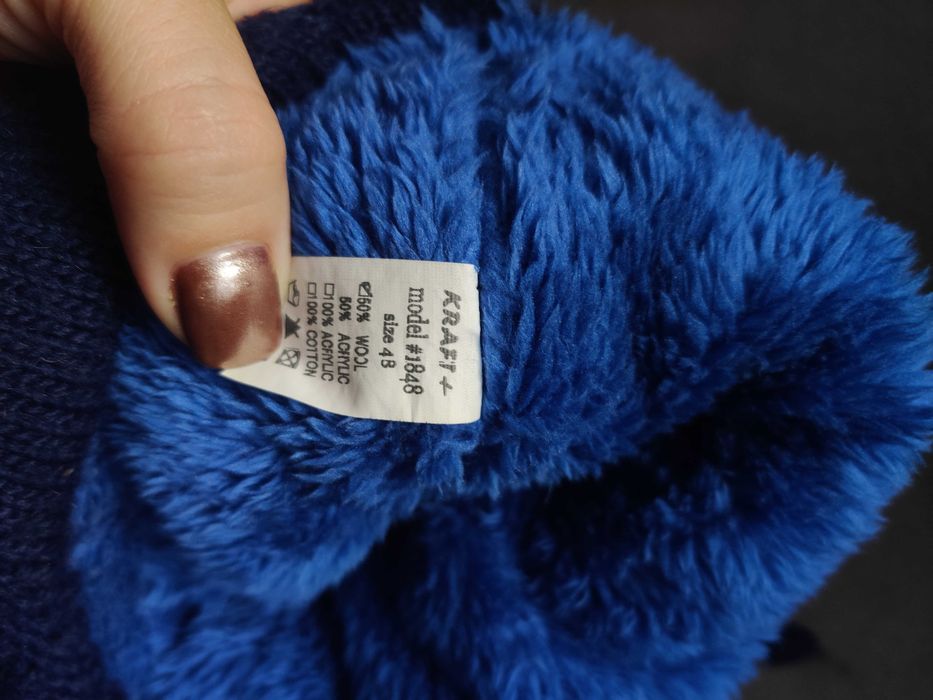 KRAFT+
model #1848
size 48
☑50% WOOL
50% ACRYLIC
☐100% ACRYLIC
☐100% COTTON